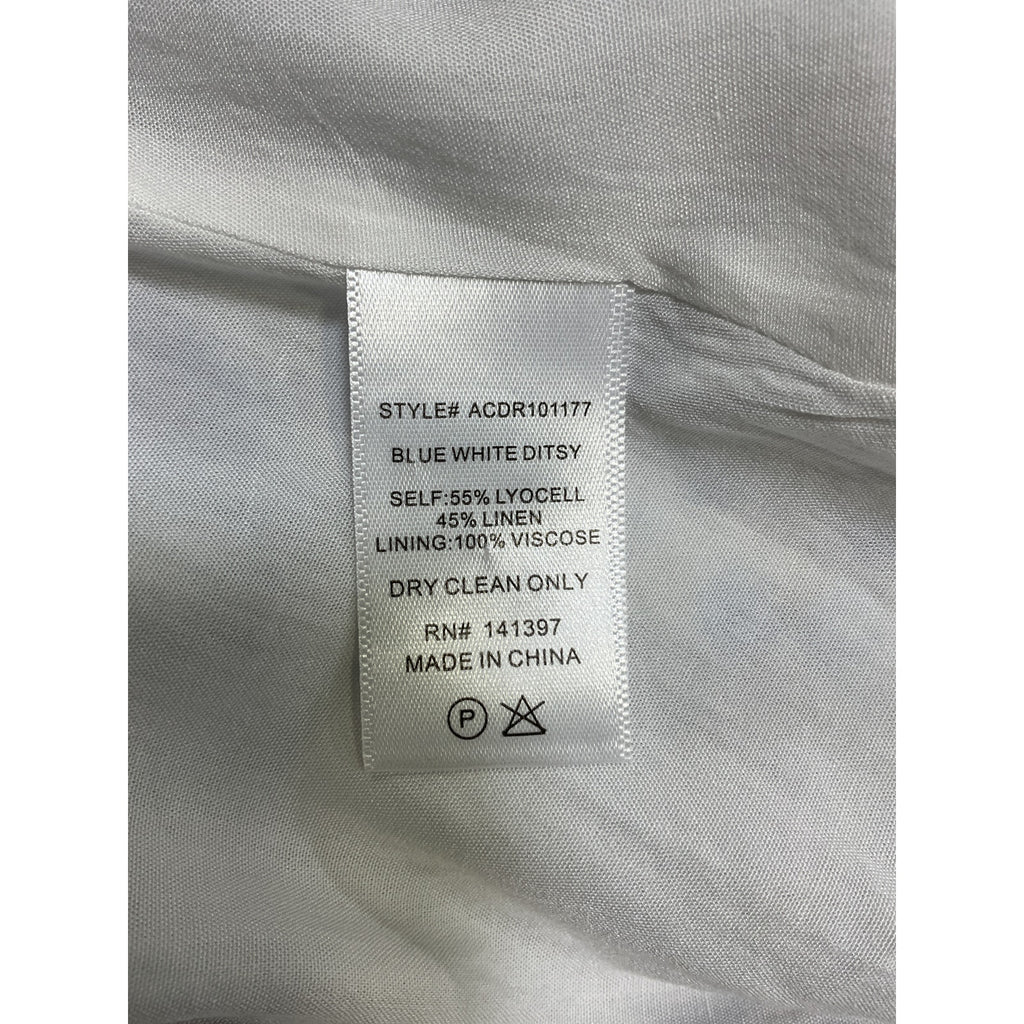 STYLE# ACDR101177
BLUE WHITE DITSY
SELF:55% LYOCELL
45% LINEN
LINING:100% VISCOSE
DRY CLEAN ONLY
RN# 141397
MADE IN CHINA
P